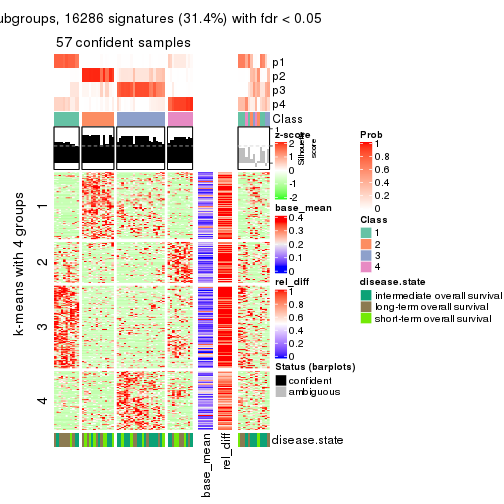 ubgroups, 16286 signatures (31.4%) with fdr < 0.05
57 confident samples
p1
p2
p3
p4
Class
1
Silhouette
score
k-means with 4 groups
1
2
3
4
base_mean
rel_diff
disease.state
z-score
2
1
0
-1
-2
base_mean
0.4
0.3
0.2
0.1
0
rel_diff
1
0.8
0.6
0.4
0.2
0
Status (barplots)
confident
ambiguous
Prob
1
0.8
0.6
0.4
0.2
0
Class
1
2
3
4
disease.state
intermediate overall survival
long-term overall survival
short-term overall survival